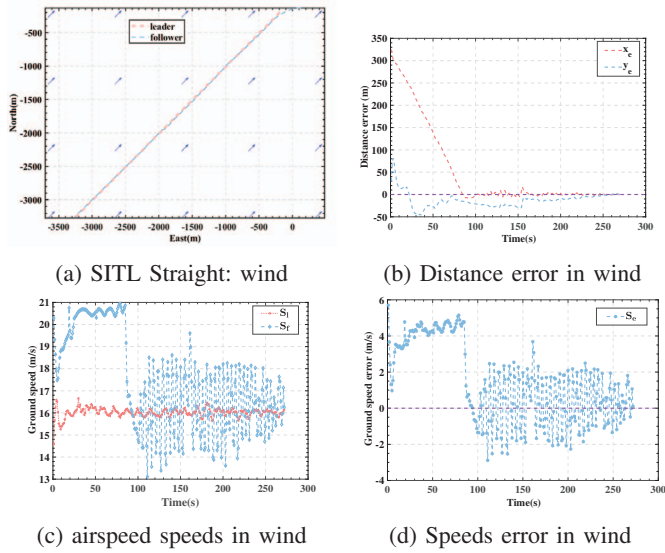 leader
follower
North(m)
-500
-1000
-1500
-2000
-2500
-3000
-3500 -3000 -2500 -2000 -1500 -1000 -500 0 500
East(m)
(a) SITL Straight: wind
x_e
y_e
Distance error (m)
350
300
250
200
150
100
50
0
-50
0 50 100 150 200 250 300
Time(s)
(b) Distance error in wind
S_l
S_f
Ground speed (m/s)
21
20
19
18
17
16
15
14
13
0 50 100 150 200 250 300
Time(s)
(c) airspeed speeds in wind
S_e
Ground speed error (m/s)
6
4
2
0
-2
-4
0 50 100 150 200 250 300
Time(s)
(d) Speeds error in wind